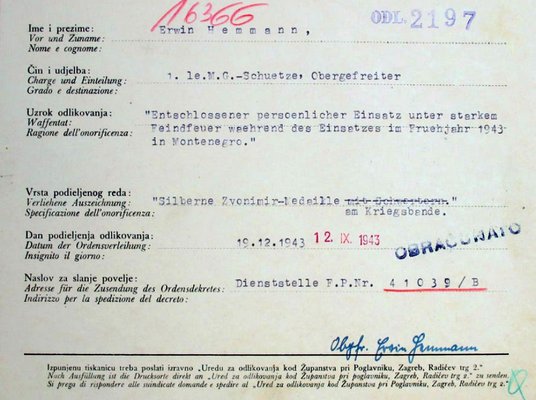 16366
ODL. 2197
Ime i prezime: Erwin Hemmann,
Vor und Zuname:
Nome e cognome:
Čin i udjelba: 1. le.M.G.-Schuetze, Obergefreiter
Charge und Einteilung:
Grado e destinazione:
Uzrok odlikovanja: "Entschlossener persoenlicher Einsatz unter starkem
Waffentat: Feindfeuer waehrend des Einsatzes im Fruehjahr 1943
Ragione dell'onorificenza: in Montenegro."
Vrsta podieljenog reda: "Silberne Zvonimir-Medaille mit Schwertern."
Verliehene Auszeichnung: am Kriegsbande.
Specificazione dell'onorificenza:
Dan podieljenja odlikovanja: 19.12.1943 12 IX. 1943
Datum der Ordensverleihung:
Insignito il giorno:
OBRAČUNATO
Naslov za slanje povelje: Dienststelle F.P.Nr. 41039/B
Adresse für die Zusendung des Ordensdekretes:
Indirizzo per la spedizione del decreto:
Obgfr. Erwin Hemmann
Izpunjenu tiskanicu treba poslati izravno „Uredu za odlikovanja kod Županstva pri Poglavniku, Zagreb, Radičev trg 2."
Nach Ausfüllung ist die Drucksorte direkt an „Ured za odlikovanja kod Županstva pri Poglavniku, Zagreb, Radičev trg 2." zu senden.
Si prega di rispondere alle suindicate domande e spedire al „Ured za odlikovanja kod Županstva pri Poglavniku, Zagreb, Radičev trg 2."